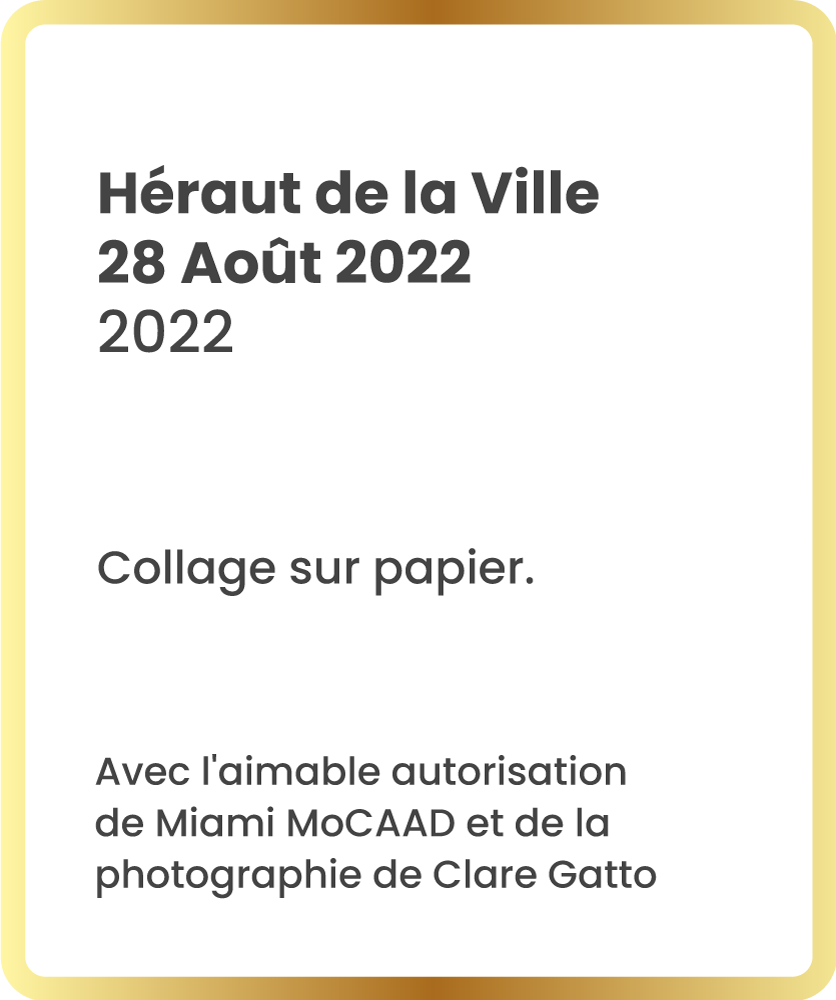 Héraut de la Ville
28 Août 2022
2022
Collage sur papier.
Avec l'aimable autorisation
de Miami MoCAAD et de la
photographie de Clare Gatto